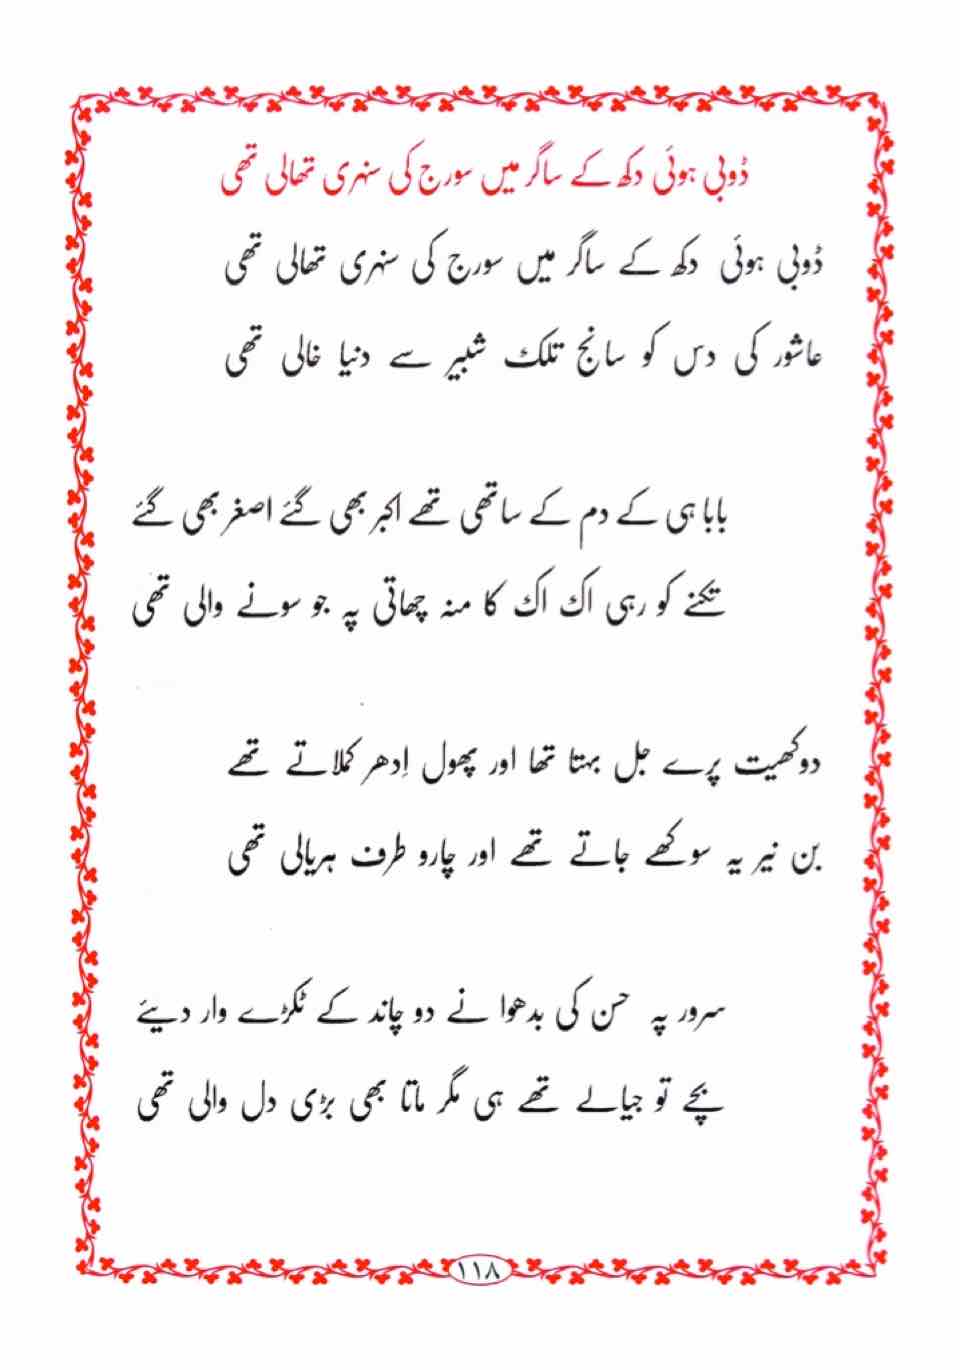 ڈوبی ہوئی دکھ کے ساگر میں سورج کی سنہری تھالی تھی
ڈوبی ہوئی دکھ کے ساگر میں سورج کی سنہری تھالی تھی
عاشور کی دس کو سانج تلک شبیر سے دنیا خالی تھی
بابا ہی کے دم کے ساتھی تھے اکبر بھی گئے اصغر بھی گئے
تکنے کو رہی اک اک کا منہ چھاتی پہ جو سونے والی تھی
دوکھیت پرے جل بہتا تھا اور پھول اِدھر کملاتے تھے
بن نیر یہ سوکھے جاتے تھے اور چارو طرف ہریالی تھی
سرور پہ حسن کی بدھوا نے دو چاند کے ٹکڑے وار دیئے
بچے تو جیالے تھے ہی مگر ماتا بھی بڑی دل والی تھی
۱۱۸